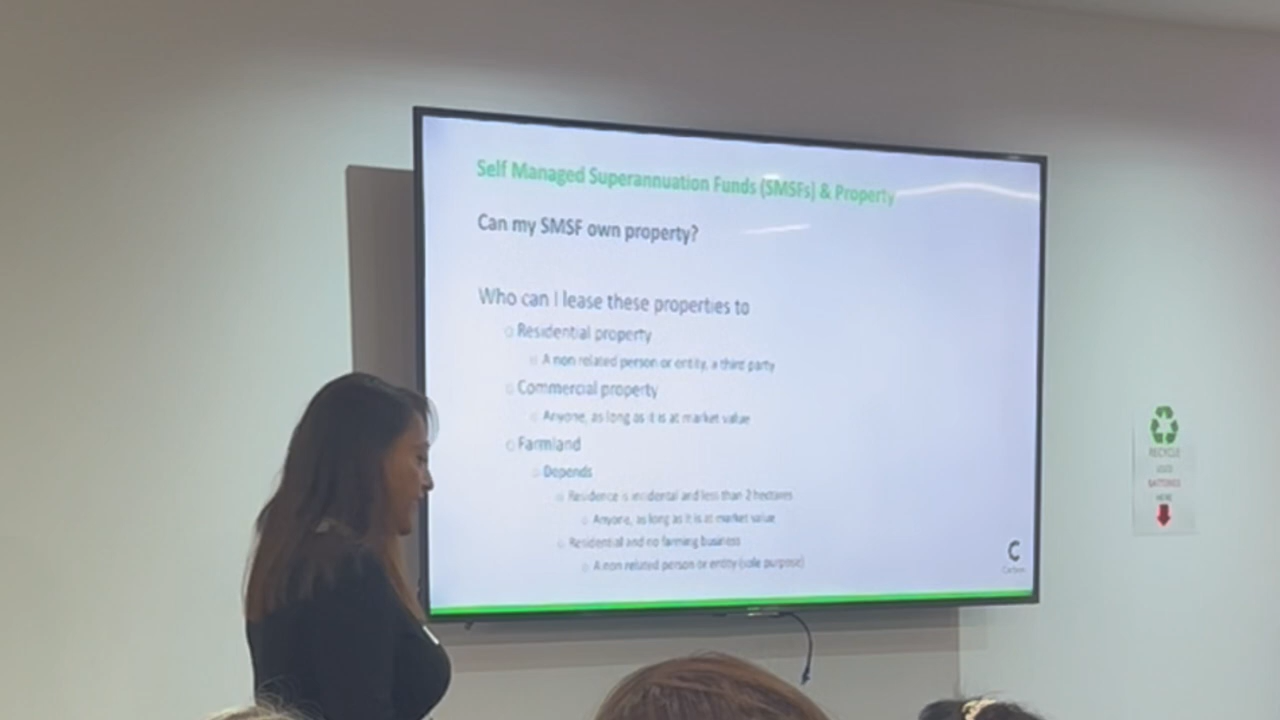 Self Managed Superannuation Funds (SMSFs) & Property
Can my SMSF own property?
Who can I lease these properties to
Residential property
A non related person or entity, a third party
Commercial property
Anyone, as long as it is at market value
Farmland
Depends
Residence is incidental and less than 2 hectares
Anyone, as long as it is at market value
Residential and no farming business
A non related person or entity (sole purpose)
C
Carbon
RECYCLE
USED
BATTERIES
HERE